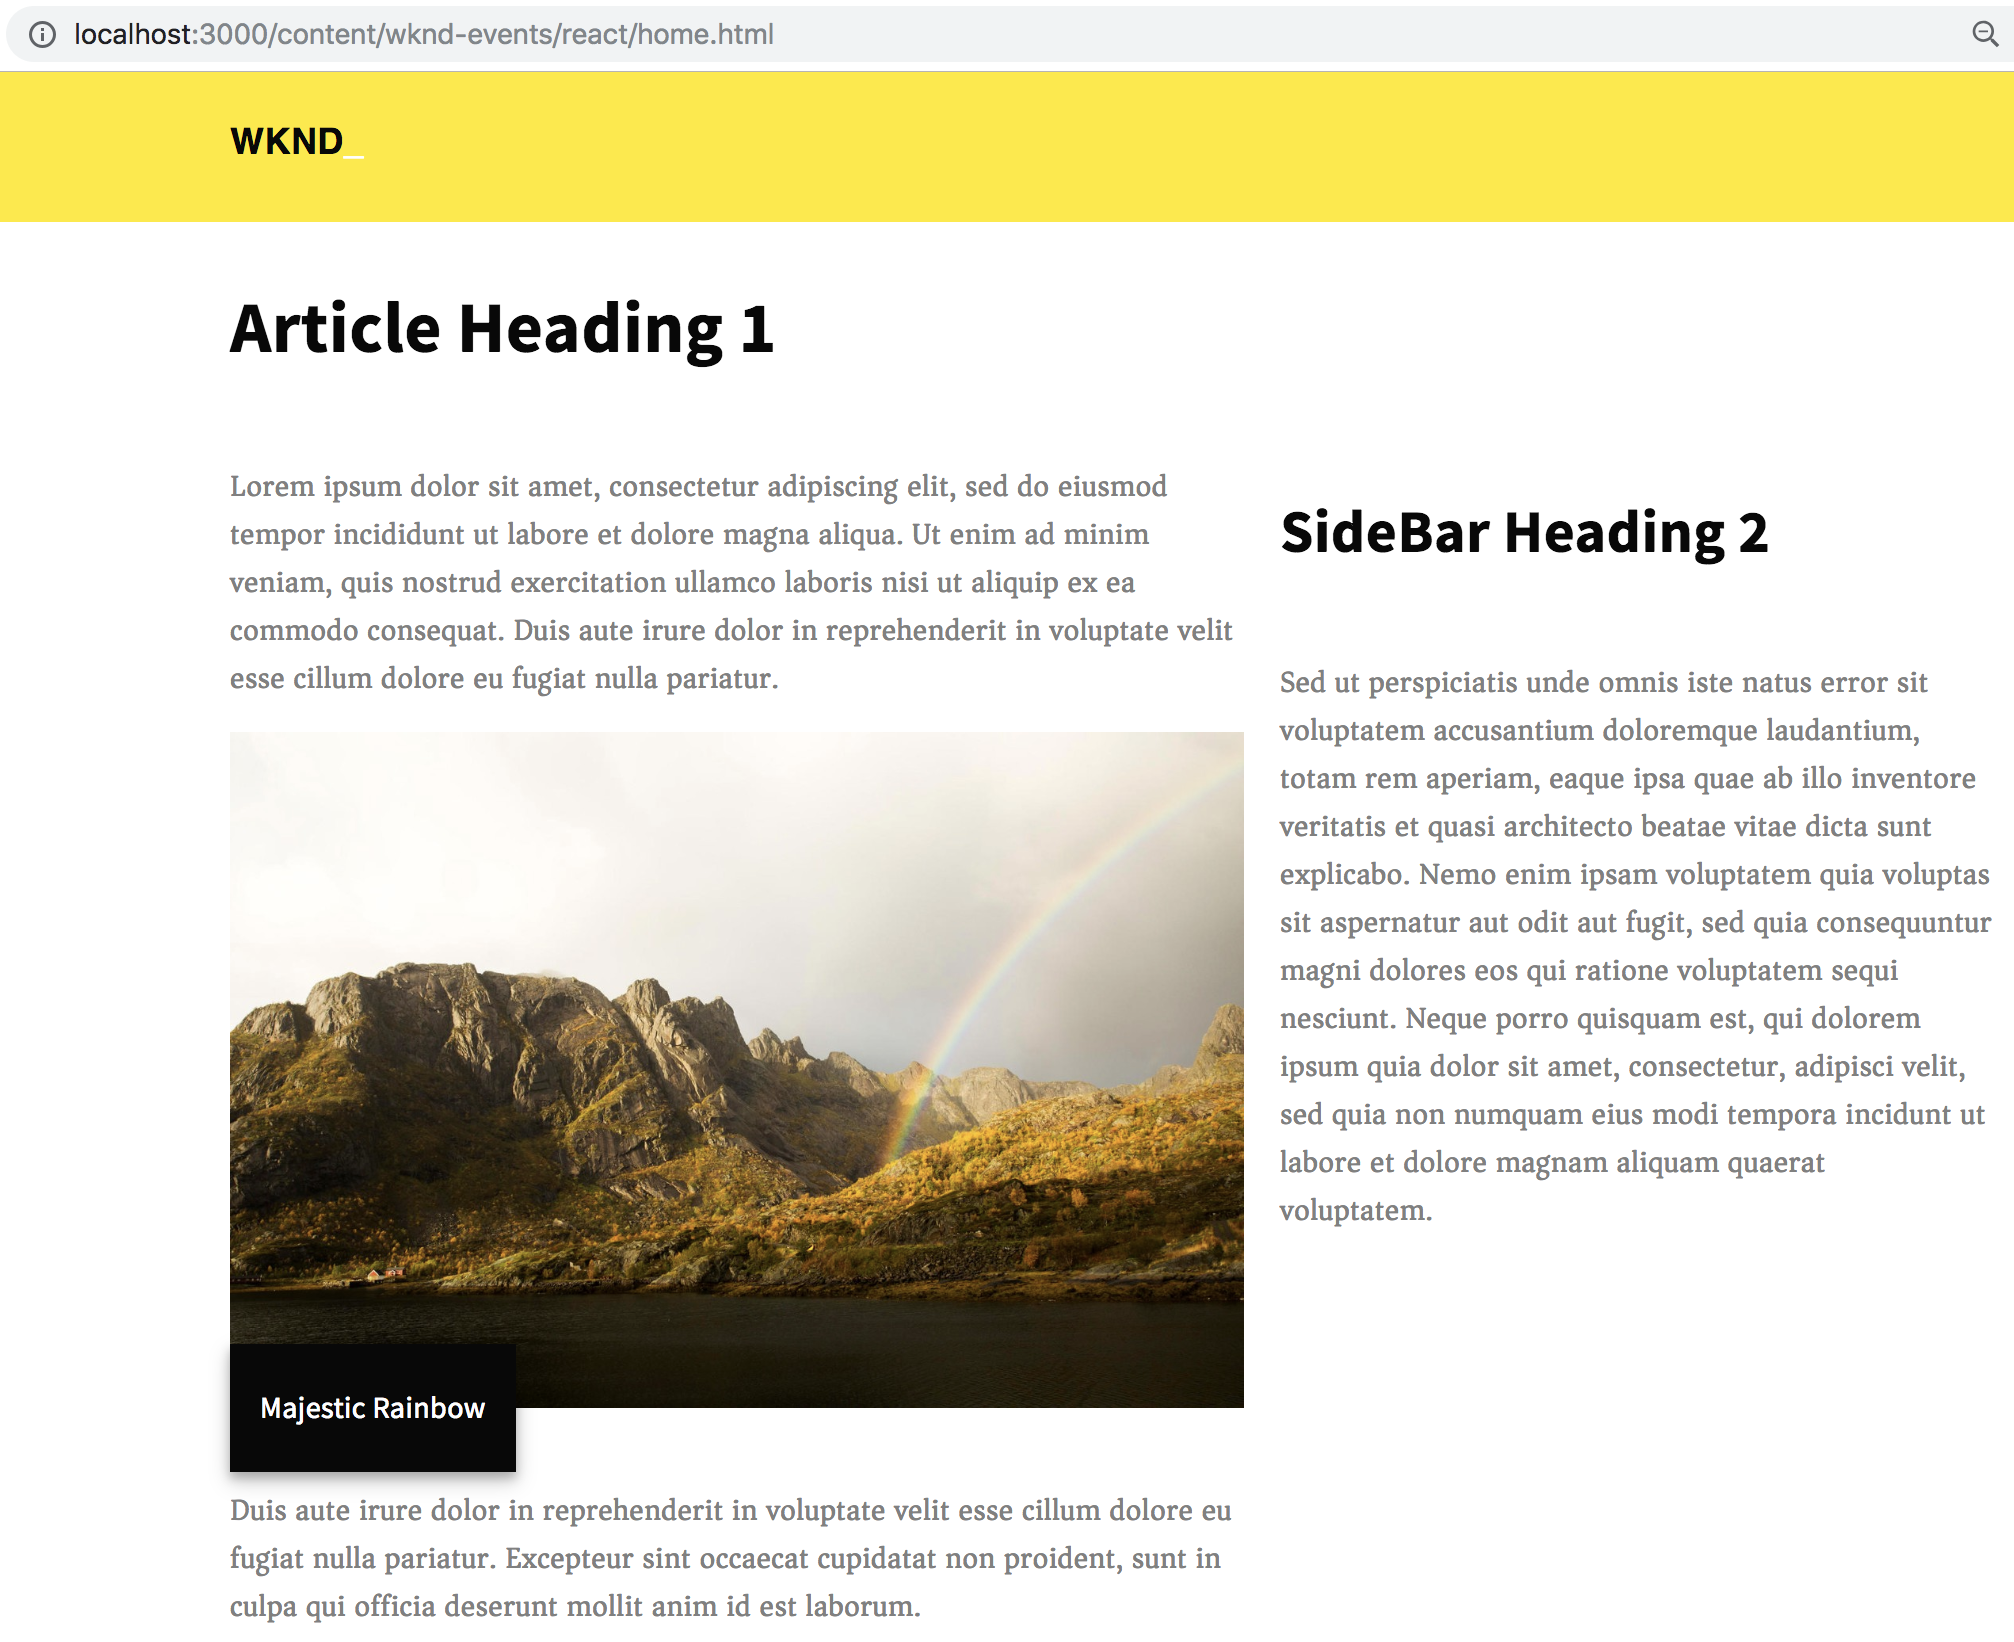 localhost:3000/content/wknd-events/react/home.html
WKND_
Article Heading 1
Lorem ipsum dolor sit amet, consectetur adipiscing elit, sed do eiusmod
tempor incididunt ut labore et dolore magna aliqua. Ut enim ad minim
veniam, quis nostrud exercitation ullamco laboris nisi ut aliquip ex ea
commodo consequat. Duis aute irure dolor in reprehenderit in voluptate velit
esse cillum dolore eu fugiat nulla pariatur.
Majestic Rainbow
Duis aute irure dolor in reprehenderit in voluptate velit esse cillum dolore eu
fugiat nulla pariatur. Excepteur sint occaecat cupidatat non proident, sunt in
culpa qui officia deserunt mollit anim id est laborum.
SideBar Heading 2
Sed ut perspiciatis unde omnis iste natus error sit
voluptatem accusantium doloremque laudantium,
totam rem aperiam, eaque ipsa quae ab illo inventore
veritatis et quasi architecto beatae vitae dicta sunt
explicabo. Nemo enim ipsam voluptatem quia voluptas
sit aspernatur aut odit aut fugit, sed quia consequuntur
magni dolores eos qui ratione voluptatem sequi
nesciunt. Neque porro quisquam est, qui dolorem
ipsum quia dolor sit amet, consectetur, adipisci velit,
sed quia non numquam eius modi tempora incidunt ut
labore et dolore magnam aliquam quaerat
voluptatem.